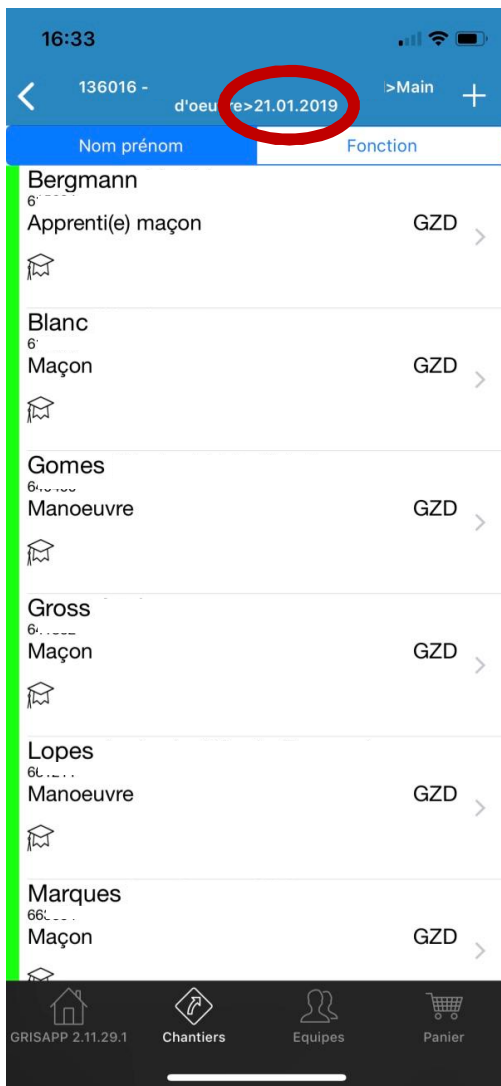 16:33
136016 - >Main
d'oeuvre>21.01.2019
Nom prénom Fonction
Bergmann
Apprenti(e) maçon GZD
Blanc
Maçon GZD
Gomes
Manoeuvre GZD
Gross
Maçon GZD
Lopes
Manoeuvre GZD
Marques
Maçon GZD
GRISAPP 2.11.29.1 Chantiers Equipes Panier